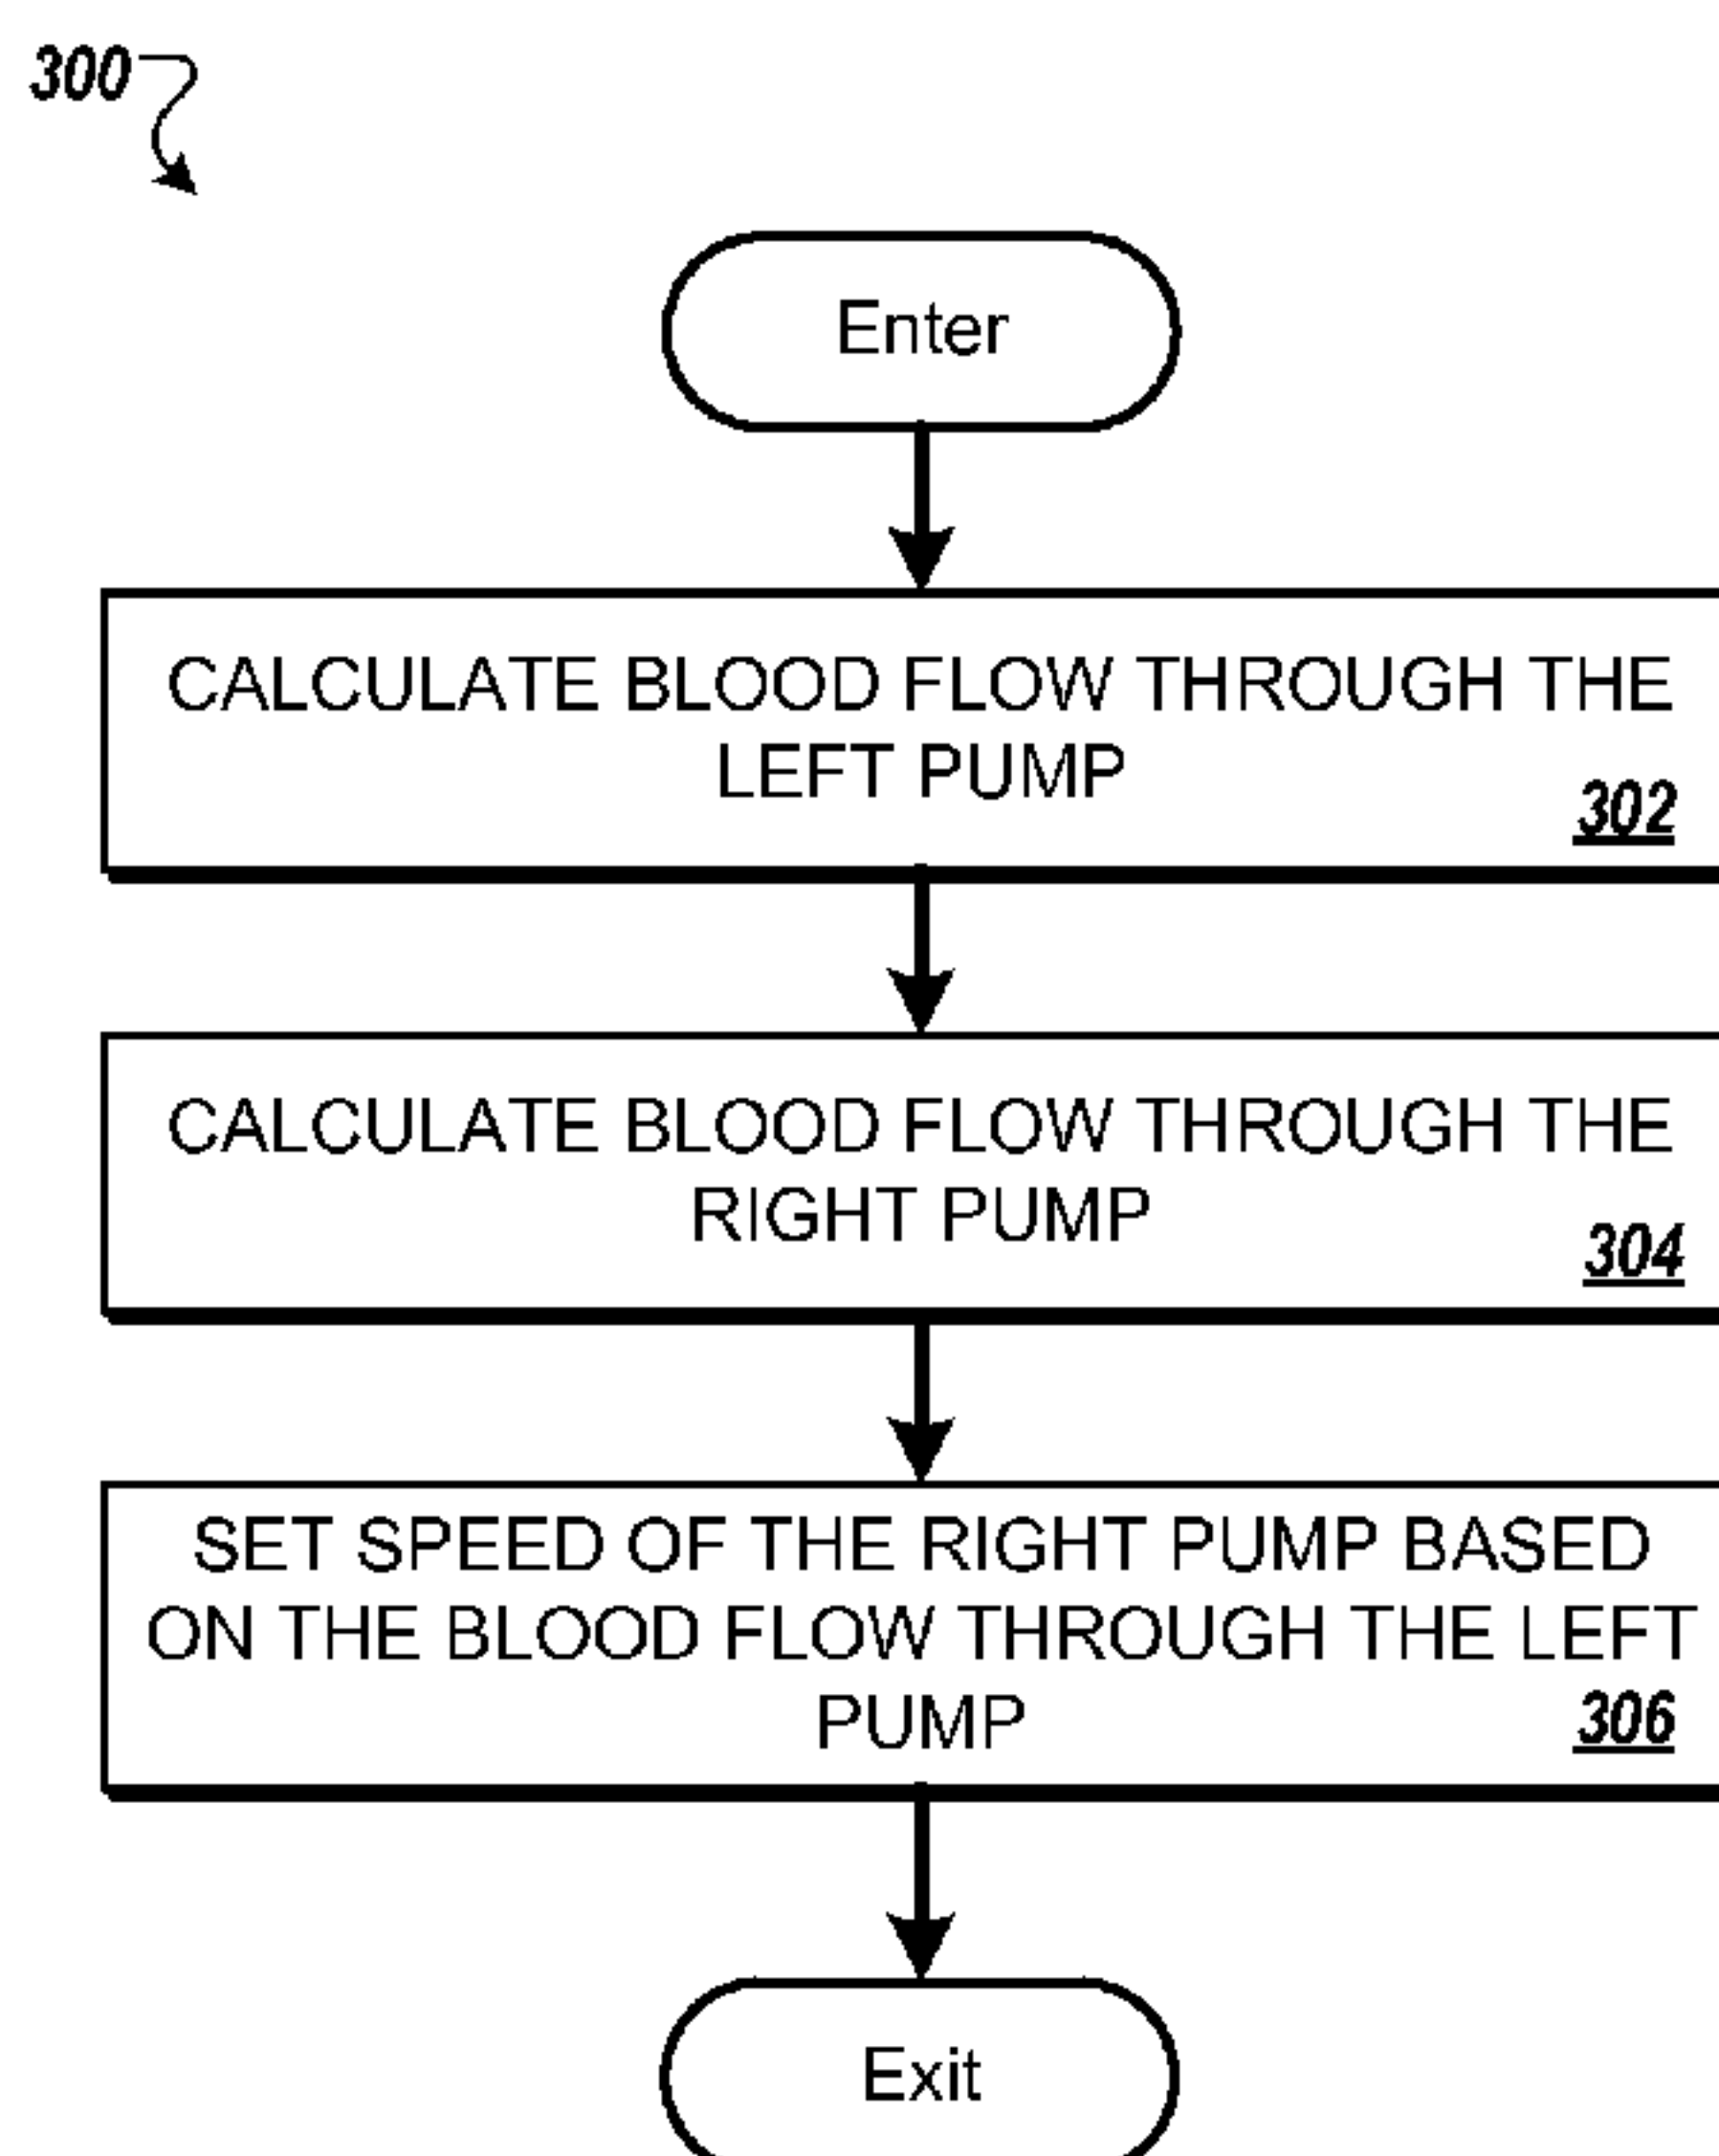 300
Enter
CALCULATE BLOOD FLOW THROUGH THE
LEFT PUMP
302
CALCULATE BLOOD FLOW THROUGH THE
RIGHT PUMP
304
SET SPEED OF THE RIGHT PUMP BASED
ON THE BLOOD FLOW THROUGH THE LEFT
PUMP
306
Exit